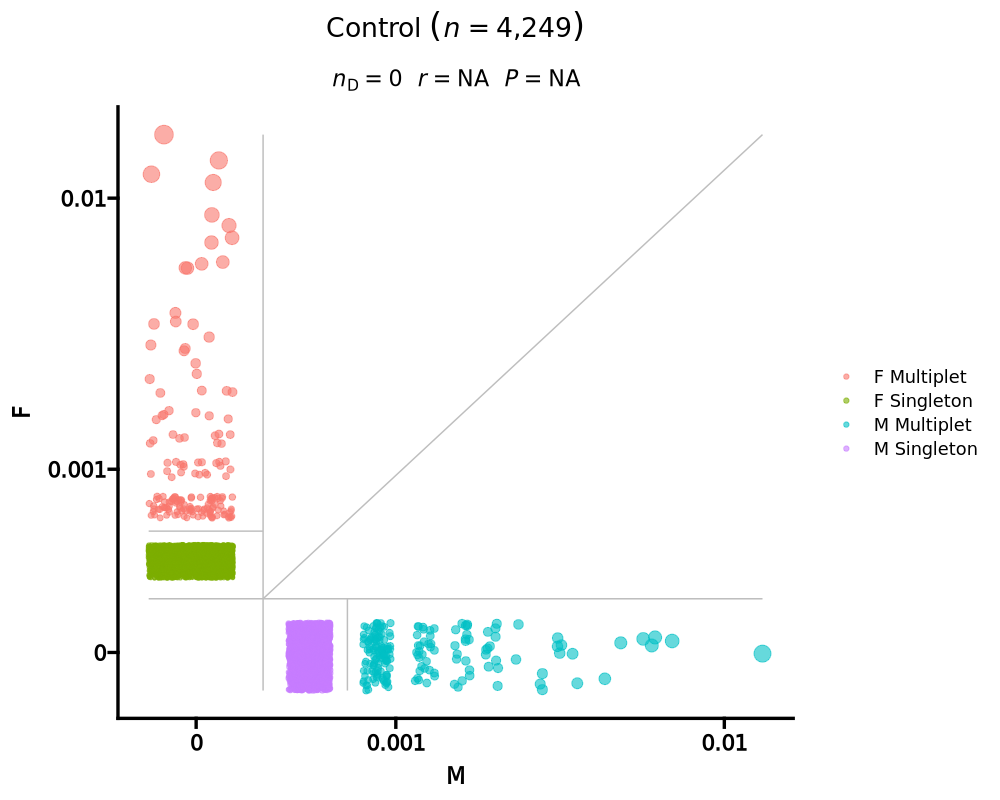 Control (n = 4,249)
n_D = 0 r = NA P = NA
0.01
0.001
0
F
0
0.001
0.01
M
F Multiplet
F Singleton
M Multiplet
M Singleton